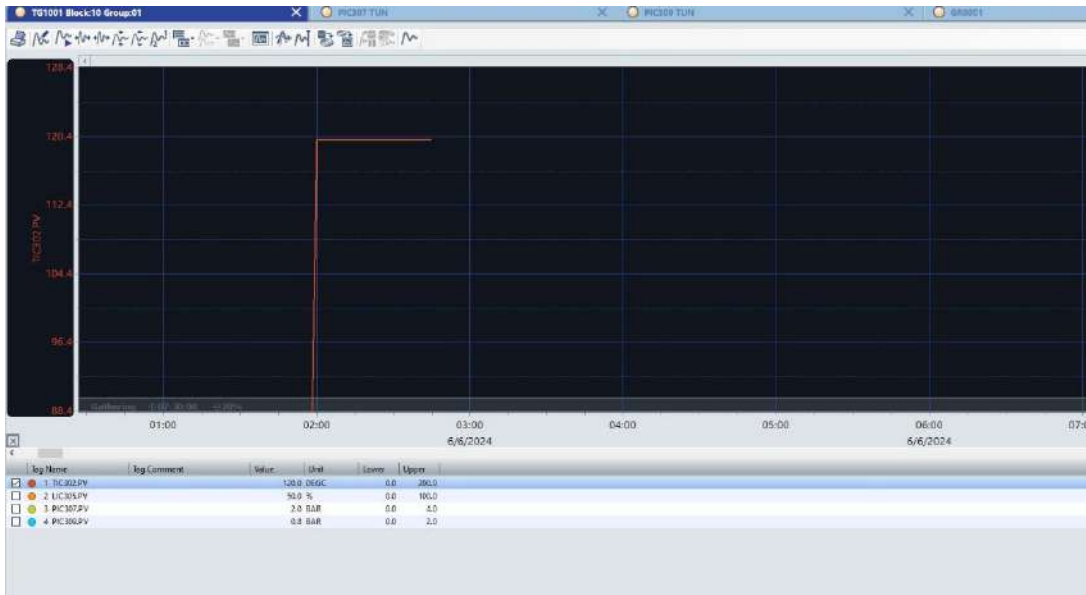 TG1001 Block:10 Group:01
PIC307 TUN
GR0001
128.4
120.4
112.4
104.4
96.4
88.4
TIC302.PV
01:00
02:00
03:00
04:00
05:00
06:00
6/6/2024
6/6/2024
Tag Name
Tag Comment
Value
Unit
Lower
Upper
1 TIC302.PV 120.0 DEGC 0.0 200.0
2 LIC305.PV 50.0 % 0.0 100.0
3 PIC307.PV 2.0 BAR 0.0 4.0
4 0.8 BAR 0.0 2.0